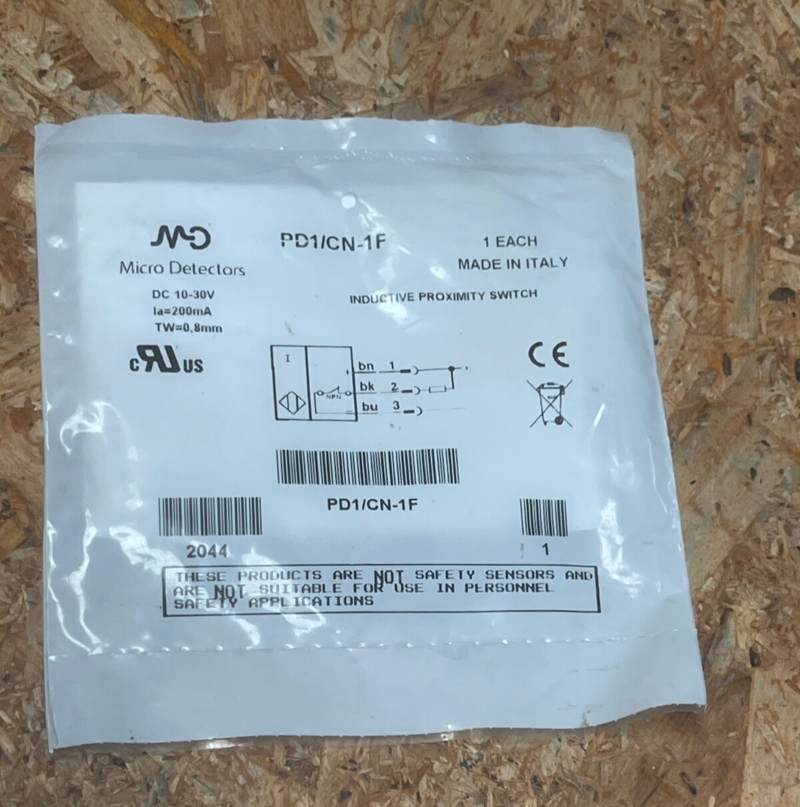 MD
Micro Detectors
PD1/CN-1F
1 EACH
MADE IN ITALY
DC 10-30V
Ia=200mA
TW=0,8mm
INDUCTIVE PROXIMITY SWITCH
c RU US
CE
I
NPN
bn 1
bk 2
bu 3
PD1/CN-1F
2044
1
THESE PRODUCTS ARE NOT SAFETY SENSORS AND
ARE NOT SUITABLE FOR USE IN PERSONNEL
SAFETY APPLICATIONS